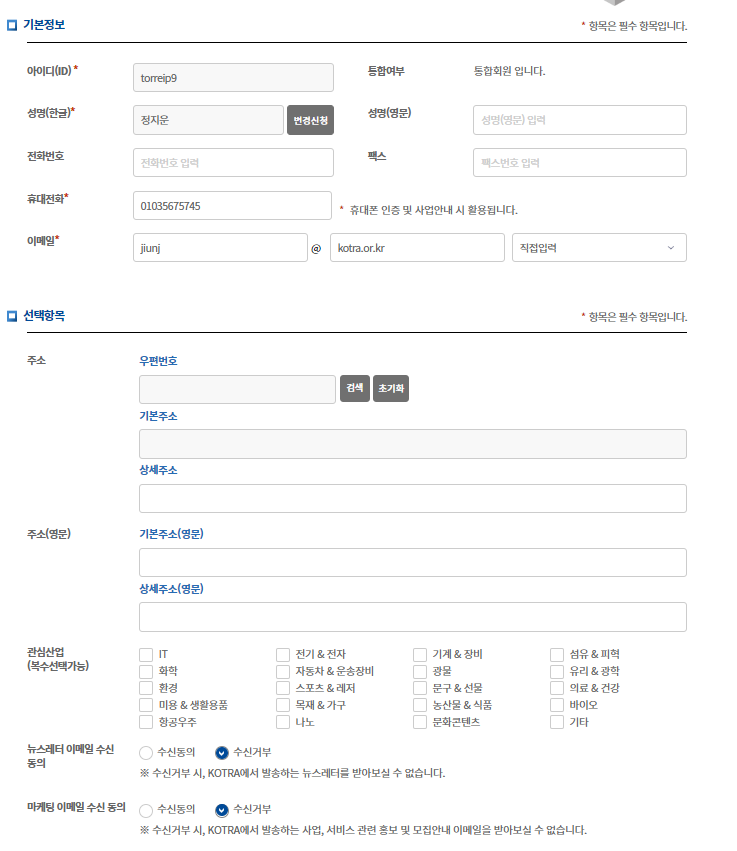 기본정보
* 항목은 필수 항목입니다.
아이디(ID) * torreip9 통합여부 통합회원 입니다.
성명(한글)* 정지운 변경신청 성명(영문) 성명(영문) 입력
전화번호 전화번호 입력 팩스 팩스번호 입력
휴대전화* 01035675745 * 휴대폰 인증 및 사업안내 시 활용됩니다.
이메일* jiunj @ kotra.or.kr 직접입력
선택항목
* 항목은 필수 항목입니다.
주소 우편번호
검색 초기화
기본주소
상세주소
주소(영문) 기본주소(영문)
상세주소(영문)
관심산업
(복수선택가능)
IT 전기 & 전자 기계 & 장비 섬유 & 피혁
화학 자동차 & 운송장비 광물 유리 & 광학
환경 스포츠 & 레저 문구 & 선물 의료 & 건강
미용 & 생활용품 목재 & 가구 농산물 & 식품 바이오
항공우주 나노 문화콘텐츠 기타
뉴스레터 이메일 수신
동의
수신동의 수신거부
※ 수신거부 시, KOTRA에서 발송하는 뉴스레터를 받아보실 수 없습니다.
마케팅 이메일 수신 동의 수신동의 수신거부
※ 수신거부 시, KOTRA에서 발송하는 사업, 서비스 관련 홍보 및 모집안내 이메일을 받아보실 수 없습니다.